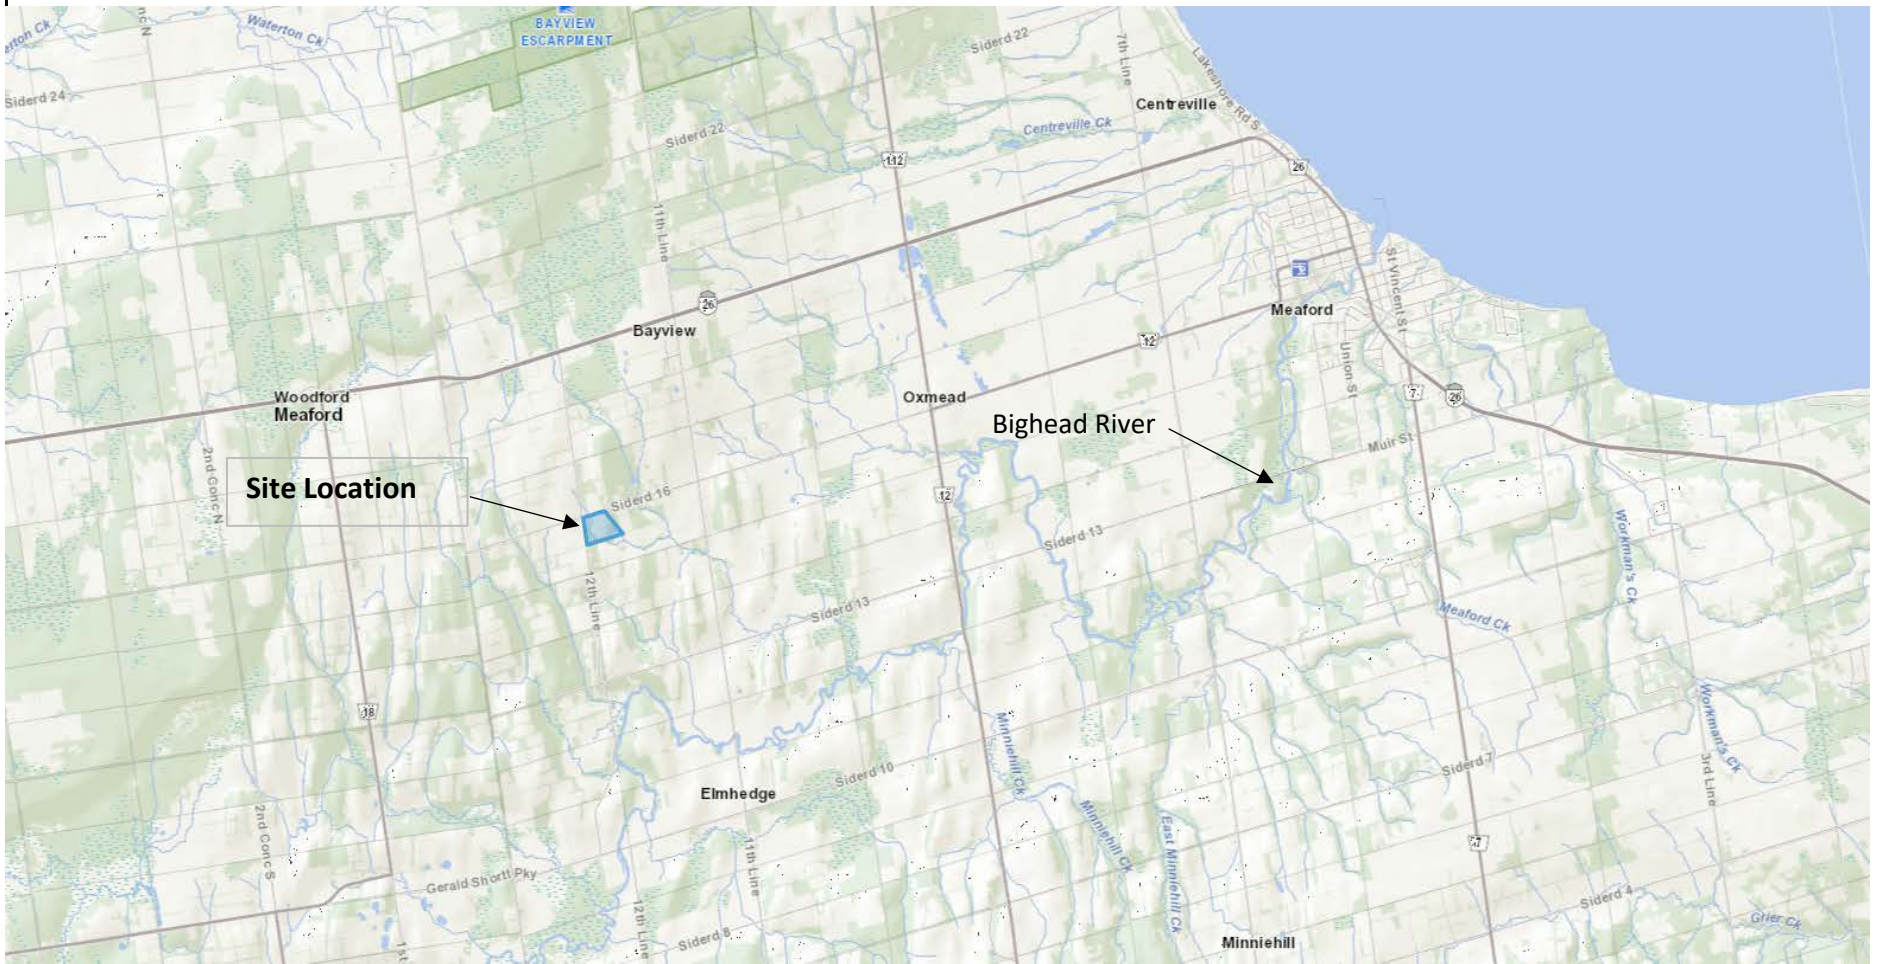 BAYVIEW
ESCARPMENT
Waterton Ck
erton Ck
nc N
Siderd 22
7th Line
Lakeshore Rd S
Siderd 24
Centreville
Centreville Ck
Siderd 22
112
26
11th Line
St Vincent St
26
Meaford
Bayview
12
Union St
Woodford
Meaford
Oxmead
7
26
Bighead River
Muir St
2nd Conc N
Site Location
Siderd 16
12
Siderd 13
Workman's Ck
12th Line
Siderd 13
Meaford Ck
18
Minniehill Ck
Workman's Ck
Siderd 10
Siderd 7
3rd Line
Elmhedge
2nd Conc S
Minniehill Ck
East Minniehill Ck
11th Line
7
Gerald Shortt Pky
12th Line
Siderd 4
Grier Ck
1st
Siderd 8
Minniehill